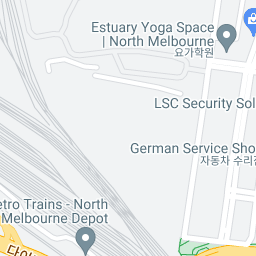 Estuary Yoga Space
| North Melbourne
요가학원
LSC Security Sol
German Service Sho
자동차 수리점
etro Trains - North
Melbourne Depot